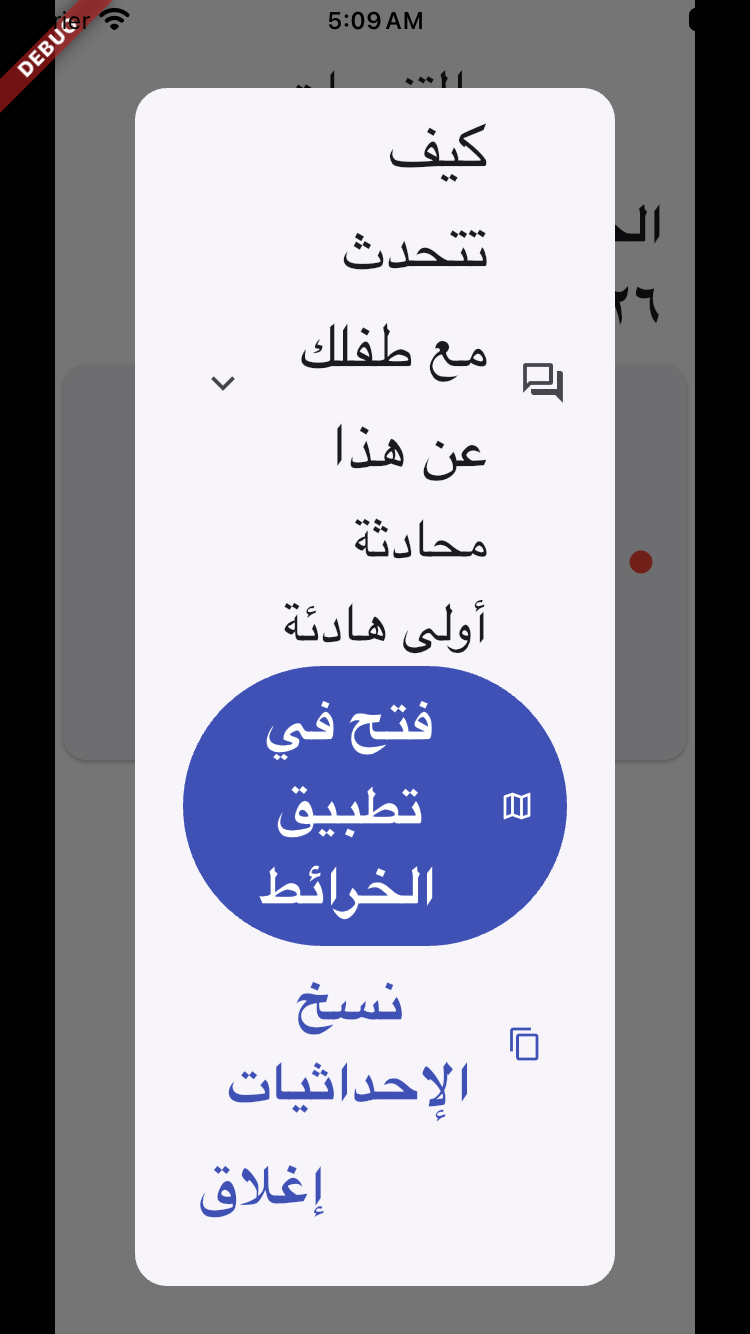 5:09 AM
DEBUG
كيف
تتحدث
مع طفلك
عن هذا
محادثة
أولى هادئة
فتح في
تطبيق
الخرائط
نسخ
الإحداثيات
إغلاق